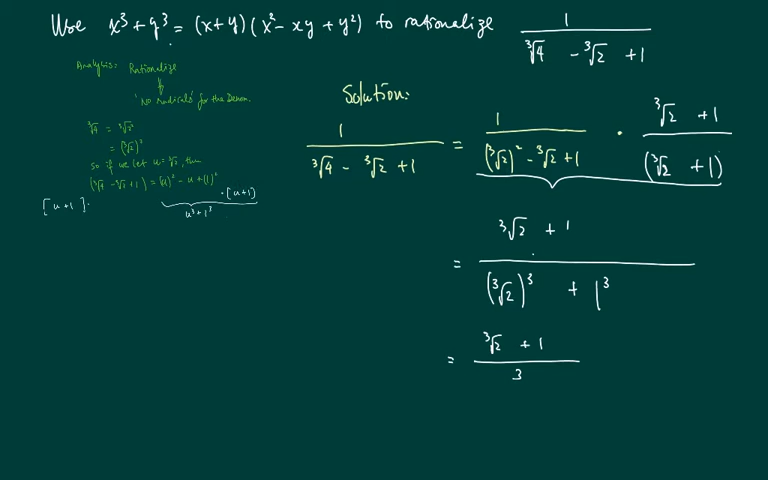 Use x³ + y³ = (x+y)(x² - xy + y²) to rationalize 1/(∛4 - ∛2 + 1)
Analysis: Rationalize
"No radicals" for the Denom.
∛4 = ∛2²
= (∛2)²
so if we let u = ∛2, then
(∛4 - ∛2 + 1) = (u)² - u + (1)²
[u+1]· ·[u+1]
u³ + 1³
Solution:
1/(∛4 - ∛2 + 1) = 1/((∛2)² - ∛2 + 1) · (∛2 + 1)/(∛2 + 1)
= (∛2 + 1)/((∛2)³ + 1³)
= (∛2 + 1)/3